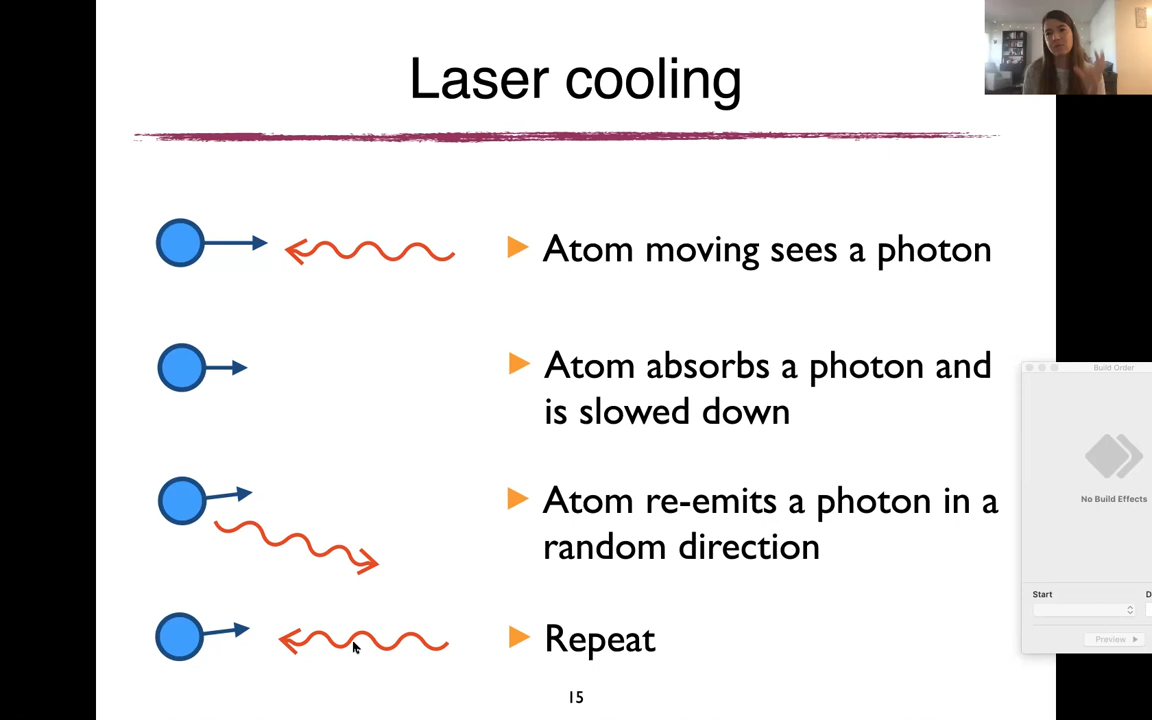 Laser cooling
Atom moving sees a photon
Atom absorbs a photon and
is slowed down
Atom re-emits a photon in a
random direction
Repeat
15
Build Order
No Build Effects
Start
D
Preview